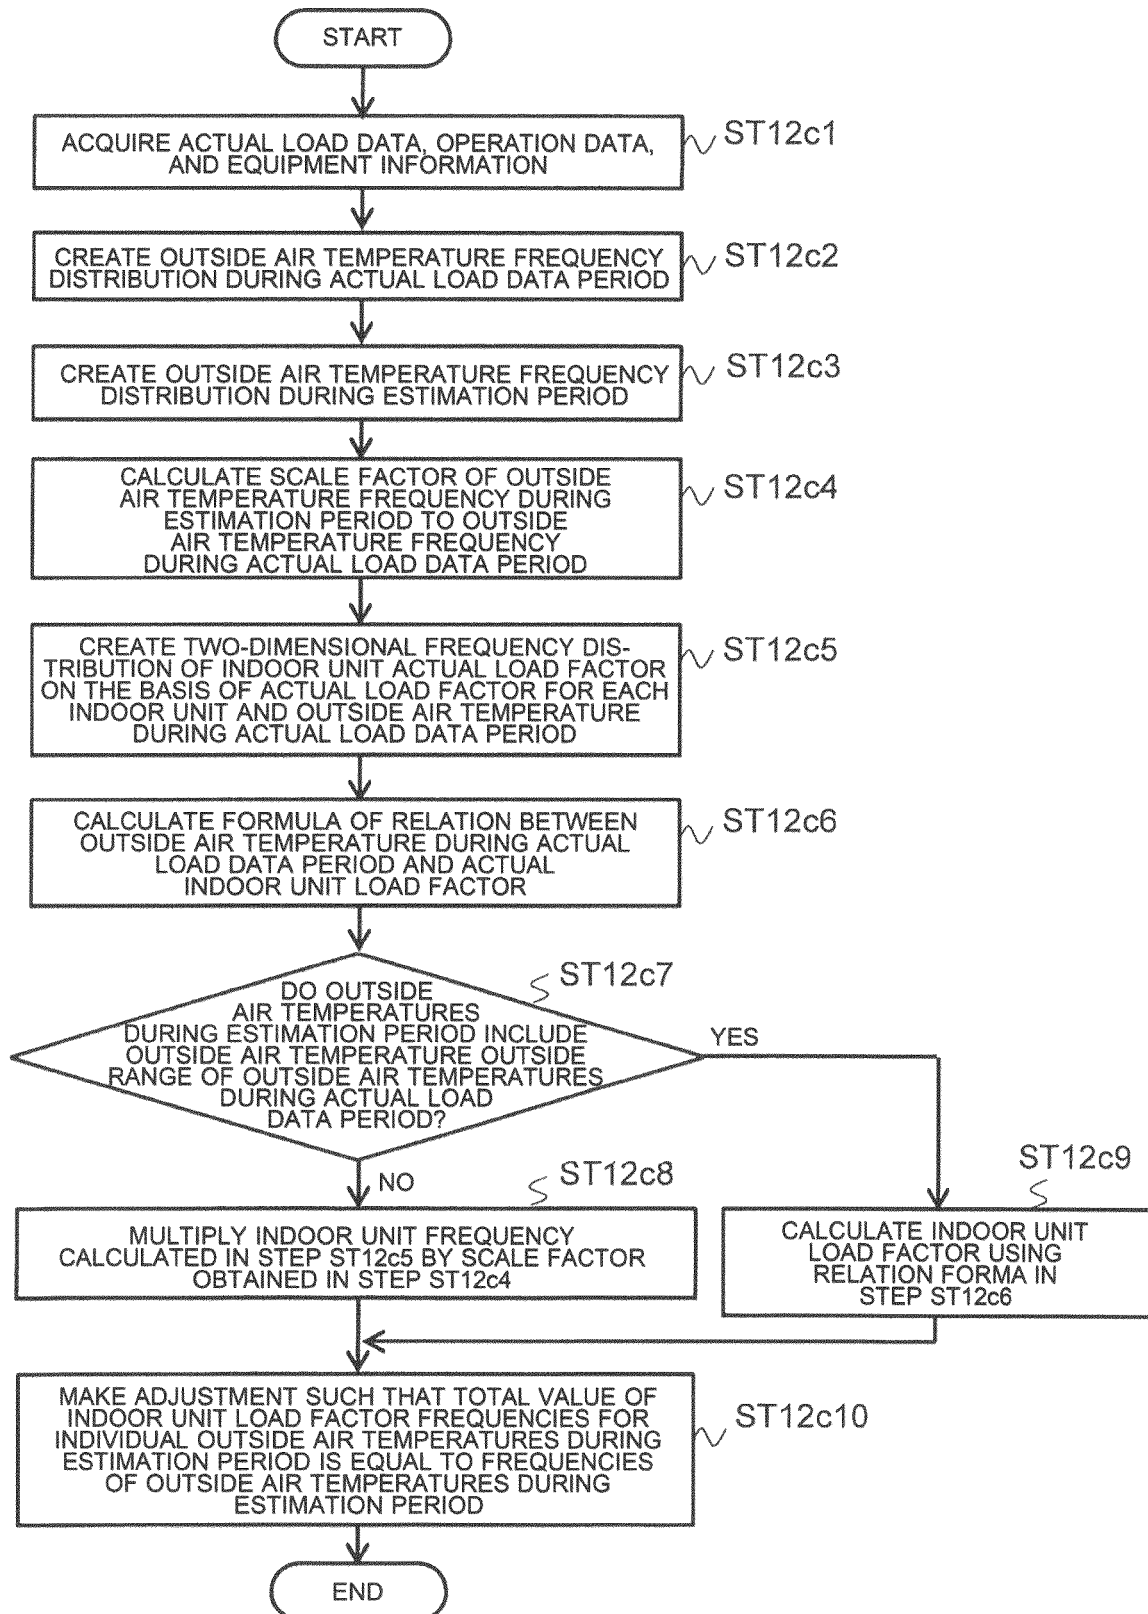 START
ACQUIRE ACTUAL LOAD DATA, OPERATION DATA,
AND EQUIPMENT INFORMATION
ST12c1
CREATE OUTSIDE AIR TEMPERATURE FREQUENCY
DISTRIBUTION DURING ACTUAL LOAD DATA PERIOD
ST12c2
CREATE OUTSIDE AIR TEMPERATURE FREQUENCY
DISTRIBUTION DURING ESTIMATION PERIOD
ST12c3
CALCULATE SCALE FACTOR OF OUTSIDE
AIR TEMPERATURE FREQUENCY DURING
ESTIMATION PERIOD TO OUTSIDE
AIR TEMPERATURE FREQUENCY
DURING ACTUAL LOAD DATA PERIOD
ST12c4
CREATE TWO-DIMENSIONAL FREQUENCY DIS-
TRIBUTION OF INDOOR UNIT ACTUAL LOAD FACTOR
ON THE BASIS OF ACTUAL LOAD FACTOR FOR EACH
INDOOR UNIT AND OUTSIDE AIR TEMPERATURE
DURING ACTUAL LOAD DATA PERIOD
ST12c5
CALCULATE FORMULA OF RELATION BETWEEN
OUTSIDE AIR TEMPERATURE DURING ACTUAL
LOAD DATA PERIOD AND ACTUAL
INDOOR UNIT LOAD FACTOR
ST12c6
DO OUTSIDE
AIR TEMPERATURES
DURING ESTIMATION PERIOD INCLUDE
OUTSIDE AIR TEMPERATURE OUTSIDE
RANGE OF OUTSIDE AIR TEMPERATURES
DURING ACTUAL LOAD
DATA PERIOD?
ST12c7
YES
NO
MULTIPLY INDOOR UNIT FREQUENCY
CALCULATED IN STEP ST12c5 BY SCALE FACTOR
OBTAINED IN STEP ST12c4
ST12c8
CALCULATE INDOOR UNIT
LOAD FACTOR USING
RELATION FORMA IN
STEP ST12c6
ST12c9
MAKE ADJUSTMENT SUCH THAT TOTAL VALUE OF
INDOOR UNIT LOAD FACTOR FREQUENCIES FOR
INDIVIDUAL OUTSIDE AIR TEMPERATURES DURING
ESTIMATION PERIOD IS EQUAL TO FREQUENCIES
OF OUTSIDE AIR TEMPERATURES DURING
ESTIMATION PERIOD
ST12c10
END